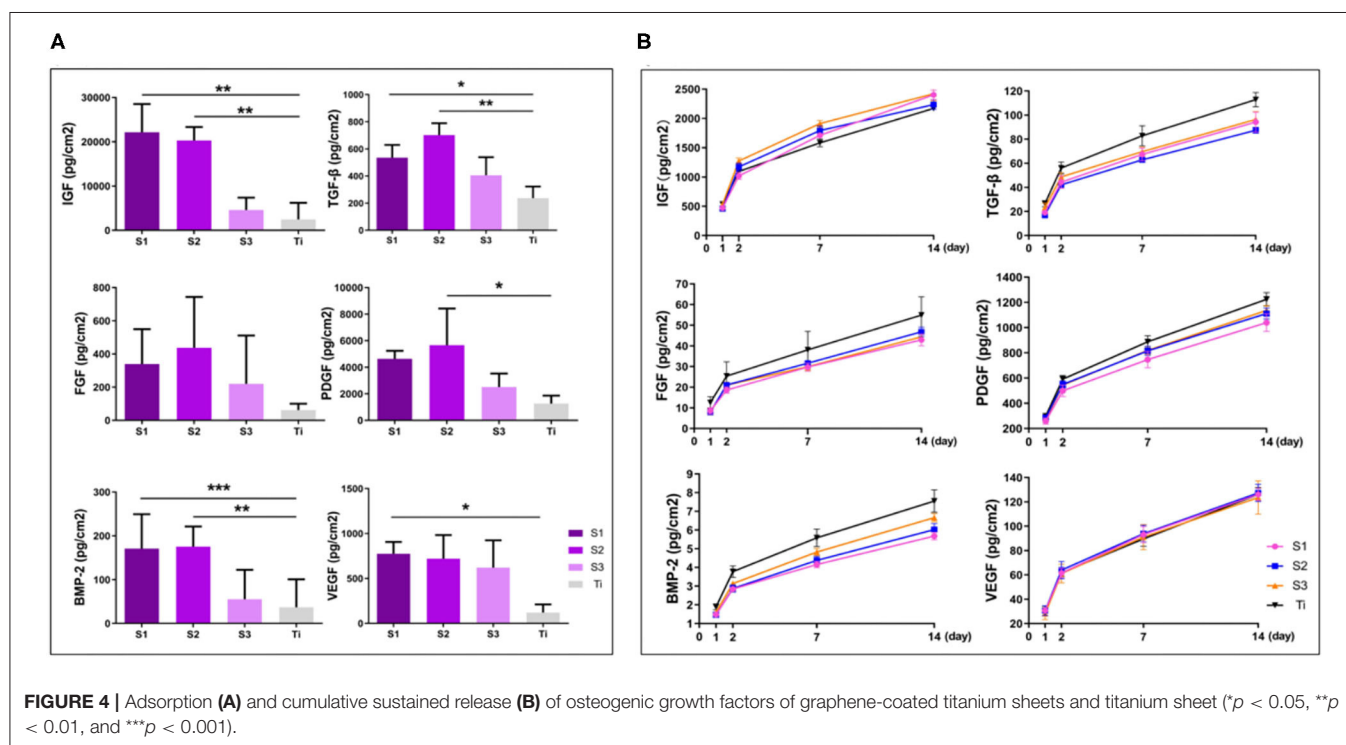 A
B
**
**
30000
20000
10000
0
IGF (pg/cm2)
S1 S2 S3 Ti
*
**
1000
800
600
400
200
0
TGF-β (pg/cm2)
S1 S2 S3 Ti
800
600
400
200
0
FGF (pg/cm2)
S1 S2 S3 Ti
*
10000
8000
6000
4000
2000
0
PDGF (pg/cm2)
S1 S2 S3 Ti
***
**
300
200
100
0
BMP-2 (pg/cm2)
S1 S2 S3 Ti
*
1500
1000
500
0
VEGF (pg/cm2)
S1 S2 S3 Ti
S1
S2
S3
Ti
2500
2000
1500
1000
500
0
IGF (pg/cm2)
0 1 2 7 14 (day)
120
100
80
60
40
20
0
TGF-β (pg/cm2)
0 1 2 7 14 (day)
70
60
50
40
30
20
10
0
FGF (pg/cm2)
0 1 2 7 14 (day)
1400
1200
1000
800
600
400
200
PDGF (pg/cm2)
0 1 2 7 14 (day)
9
8
7
6
5
4
3
2
1
BMP-2 (pg/cm2)
0 1 2 7 14 (day)
140
120
100
80
60
40
20
VEGF (pg/cm2)
0 1 2 7 14 (day)
S1
S2
S3
Ti
FIGURE 4 | Adsorption (A) and cumulative sustained release (B) of osteogenic growth factors of graphene-coated titanium sheets and titanium sheet (*p < 0.05, **p
< 0.01, and ***p < 0.001).